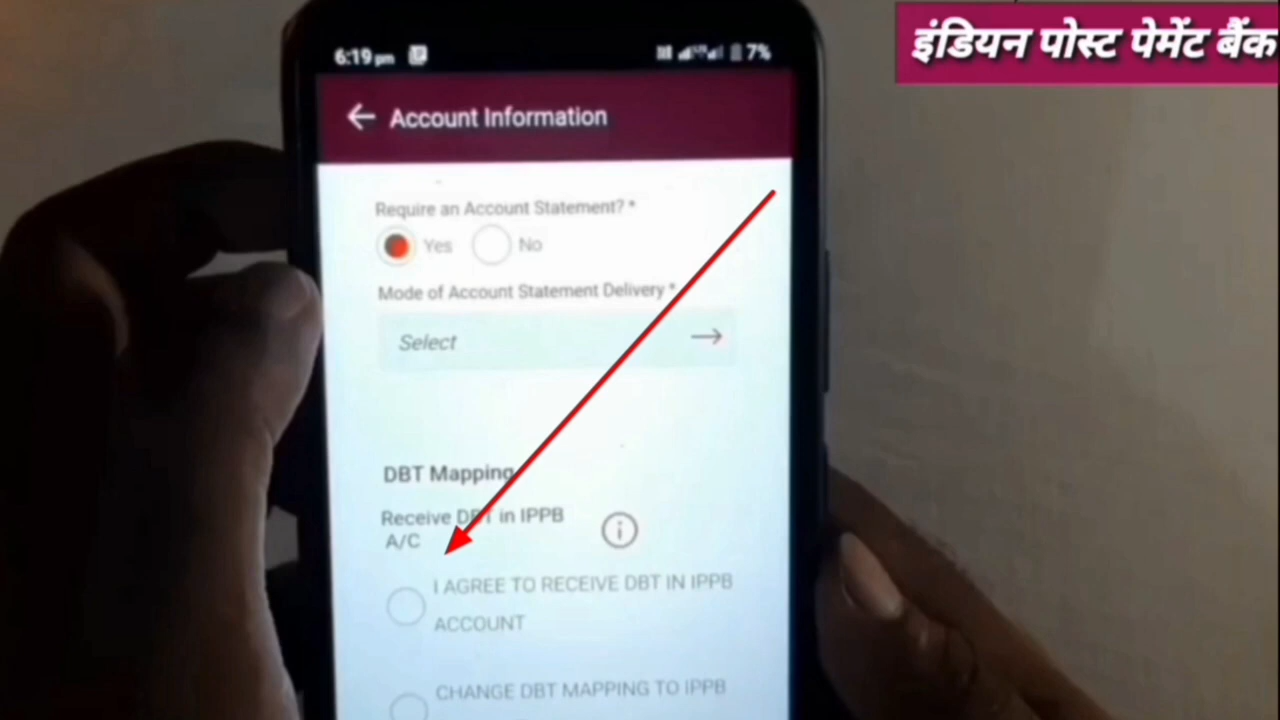 इंडियन पोस्ट पेमेंट बैंक
6:19 pm
7%
Account Information
Require an Account Statement? *
Yes No
Mode of Account Statement Delivery *
Select
DBT Mapping
Receive DBT in IPPB
A/C
I AGREE TO RECEIVE DBT IN IPPB
ACCOUNT
CHANGE DBT MAPPING TO IPPB